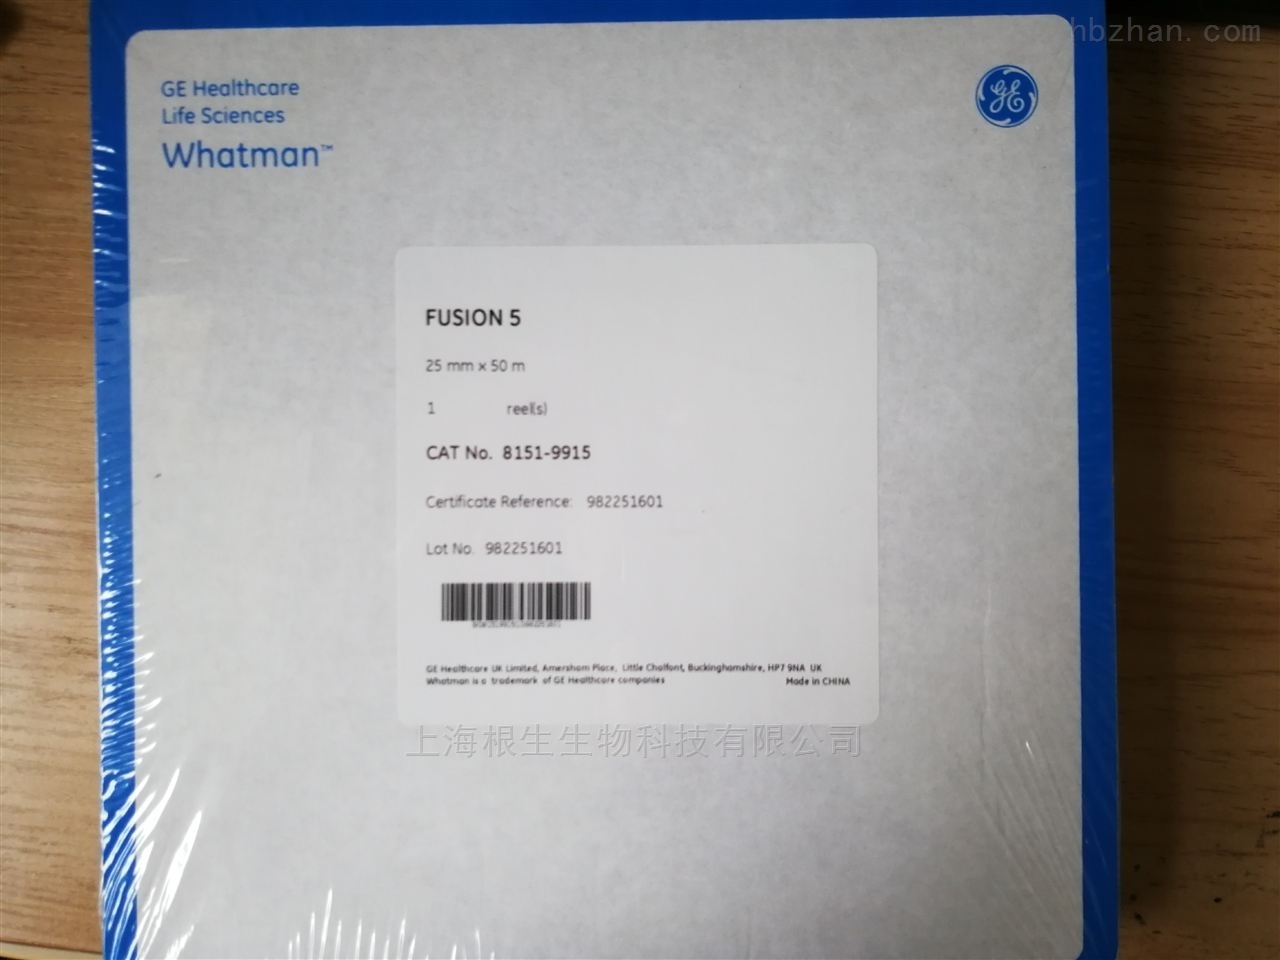 hbzhan.com
GE Healthcare
Life Sciences
Whatman™
GE
FUSION 5
25 mm x 50 m
1 reel(s)
CAT No. 8151-9915
Certificate Reference: 982251601
Lot No. 982251601
GE Healthcare UK Limited, Amersham Place, Little Chalfont, Buckinghamshire, HP7 9NA UK
Whatman is a trademark of GE Healthcare companies Made in CHINA
上海根生生物科技有限公司